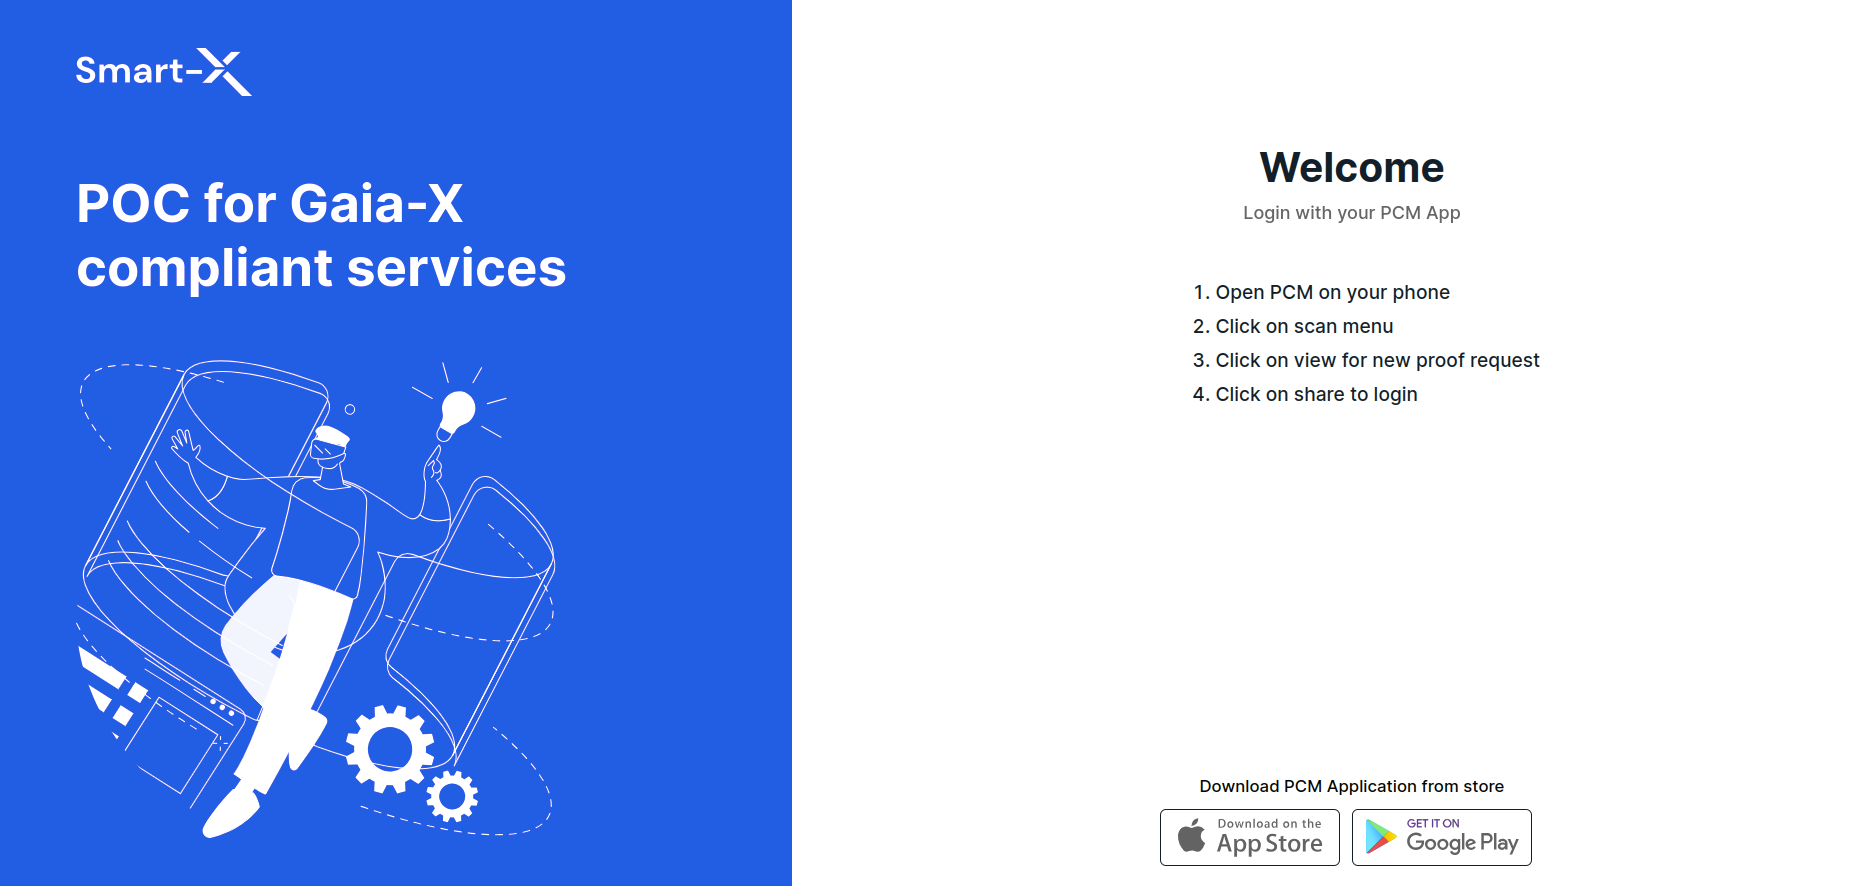 Smart-X
POC for Gaia-X
compliant services
Welcome
Login with your PCM App
1. Open PCM on your phone
2. Click on scan menu
3. Click on view for new proof request
4. Click on share to login
Download PCM Application from store
Download on the
App Store
GET IT ON
Google Play